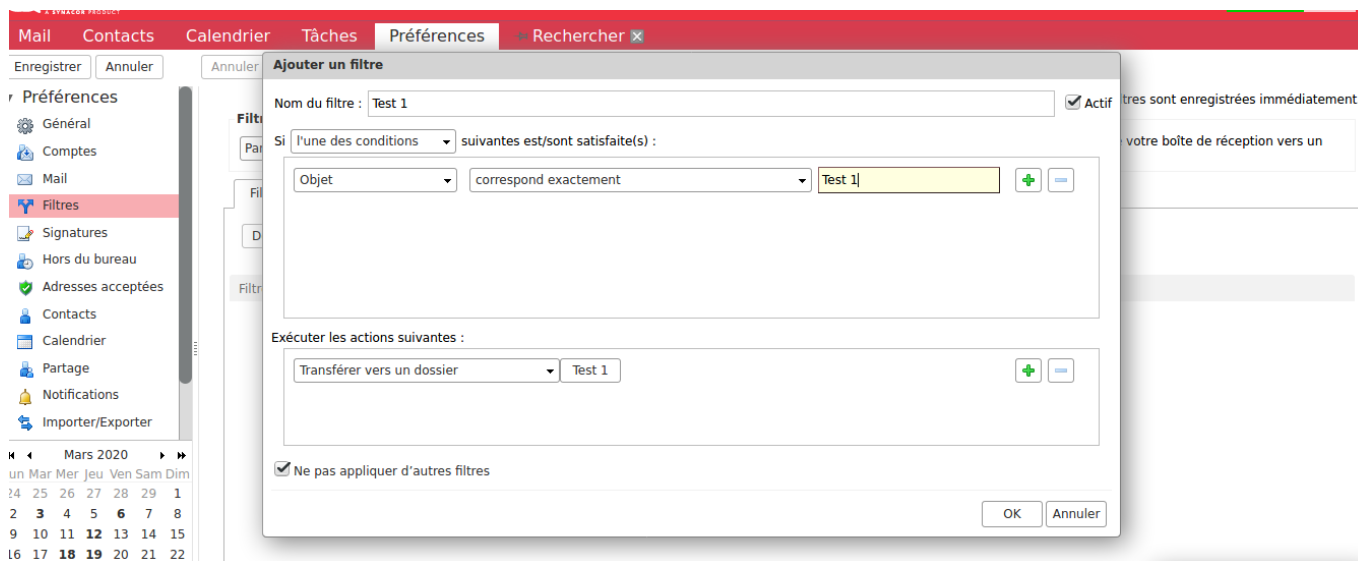 A SYNACOR PRODUCT
Mail Contacts Calendrier Tâches Préférences Rechercher
Enregistrer Annuler Annuler
Préférences
Général
Comptes
Mail
Filtres
Signatures
Hors du bureau
Adresses acceptées
Contacts
Calendrier
Partage
Notifications
Importer/Exporter
Mars 2020
Mar Mer Jeu Ven Sam Dim
24 25 26 27 28 29 1
2 3 4 5 6 7 8
9 10 11 12 13 14 15
16 17 18 19 20 21 22
Ajouter un filtre
Nom du filtre : Test 1 Actif
Si l'une des conditions suivantes est/sont satisfaite(s) :
Objet correspond exactement Test 1
Exécuter les actions suivantes :
Transférer vers un dossier Test 1
Ne pas appliquer d'autres filtres
OK Annuler
tres sont enregistrées immédiatement
votre boîte de réception vers un